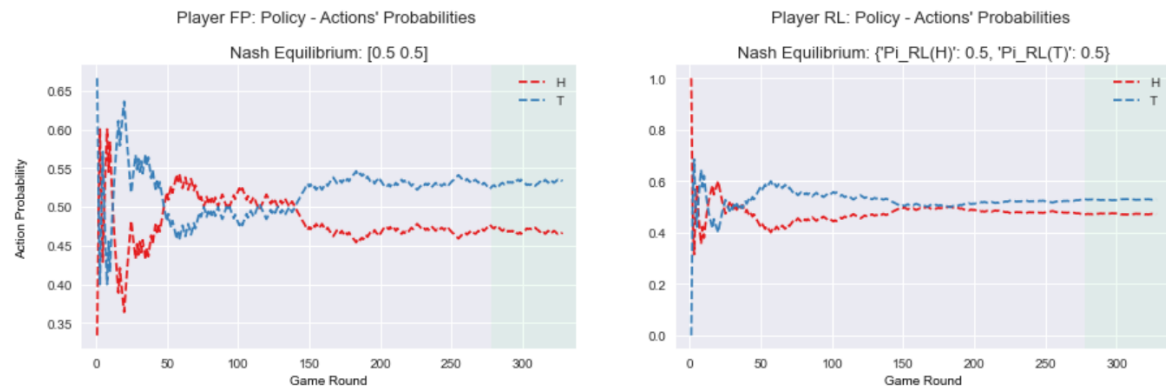 Player FP: Policy - Actions' Probabilities
Nash Equilibrium: [0.5 0.5]
H
T
0.65
0.60
0.55
0.50
0.45
0.40
0.35
Action Probability
0 50 100 150 200 250 300
Game Round
Player RL: Policy - Actions' Probabilities
Nash Equilibrium: {'Pi_RL(H)': 0.5, 'Pi_RL(T)': 0.5}
H
T
1.0
0.8
0.6
0.4
0.2
0.0
0 50 100 150 200 250 300
Game Round